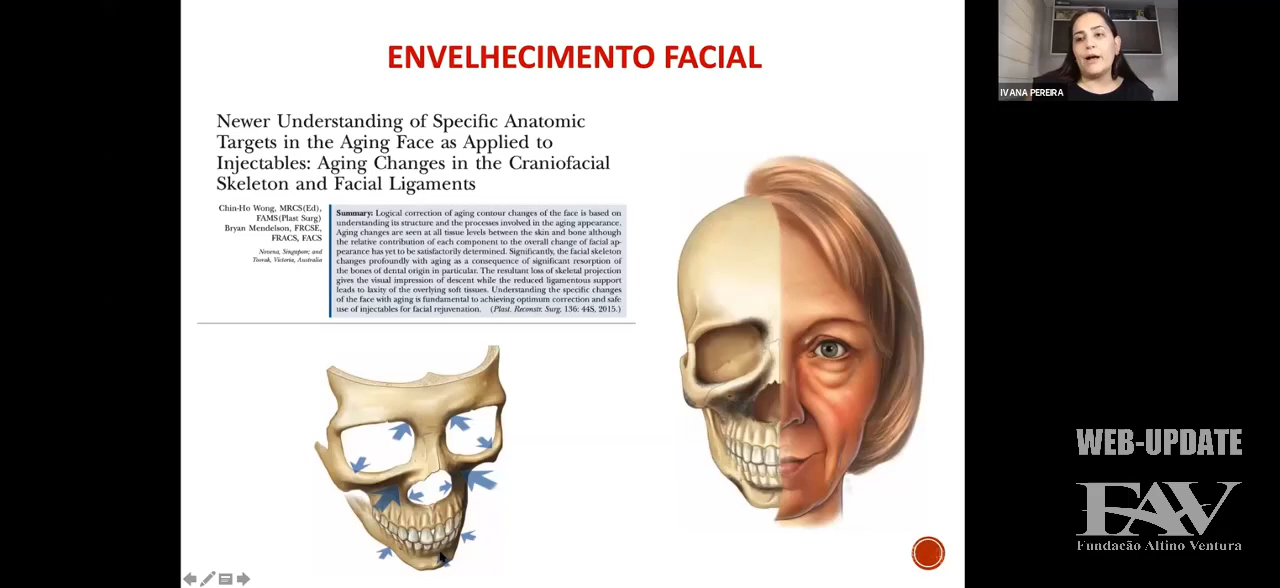 ENVELHECIMENTO FACIAL
Newer Understanding of Specific Anatomic
Targets in the Aging Face as Applied to
Injectables: Aging Changes in the Craniofacial
Skeleton and Facial Ligaments
Chin-Ho Wong, MRCS(Ed),
FAMS(Plast Surg)
Bryan Mendelson, FRCSE,
FRACS, FACS
Novena, Singapore; and
Toorak, Victoria, Australia
Summary: Logical correction of aging contour changes of the face is based on
understanding its structure and the processes involved in the aging appearance.
Aging changes are seen at all tissue levels between the skin and bone although
the relative contribution of each component to the overall change of facial ap-
pearance has yet to be satisfactorily determined. Significantly, the facial skeleton
changes profoundly with aging as a consequence of significant resorption of
the bones of dental origin in particular. The resultant loss of skeletal projection
gives the visual impression of descent while the reduced ligamentous support
leads to laxity of the overlying soft tissues. Understanding the specific changes
of the face with aging is fundamental to achieving optimum correction and safe
use of injectables for facial rejuvenation. (Plast. Reconstr. Surg. 136: 44S, 2015.)
IVANA PEREIRA
WEB-UPDATE
FAV
Fundação Altino Ventura